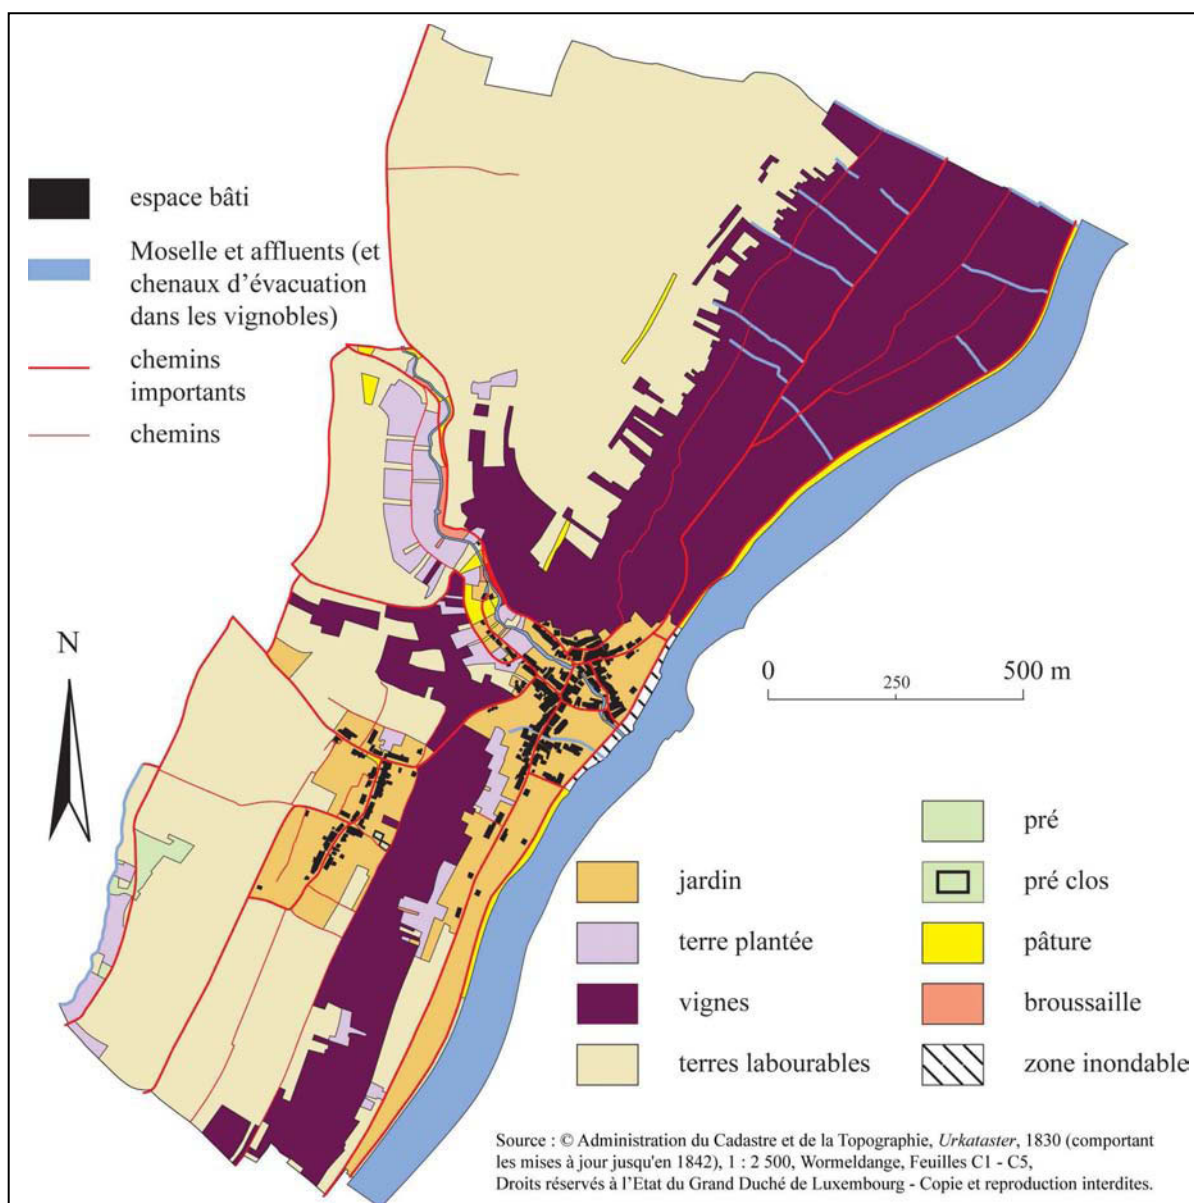 espace bâti
Moselle et affluents (et
chenaux d’évacuation
dans les vignobles)
chemins
importants
chemins
N
0
250
500 m
jardin
terre plantée
vignes
terres labourables
pré
pré clos
pâture
broussaille
zone inondable
Source : © Administration du Cadastre et de la Topographie, Urkataster, 1830 (comportant
les mises à jour jusqu'en 1842), 1 : 2 500, Wormeldange, Feuilles C1 - C5,
Droits réservés à l’Etat du Grand Duché de Luxembourg - Copie et reproduction interdites.